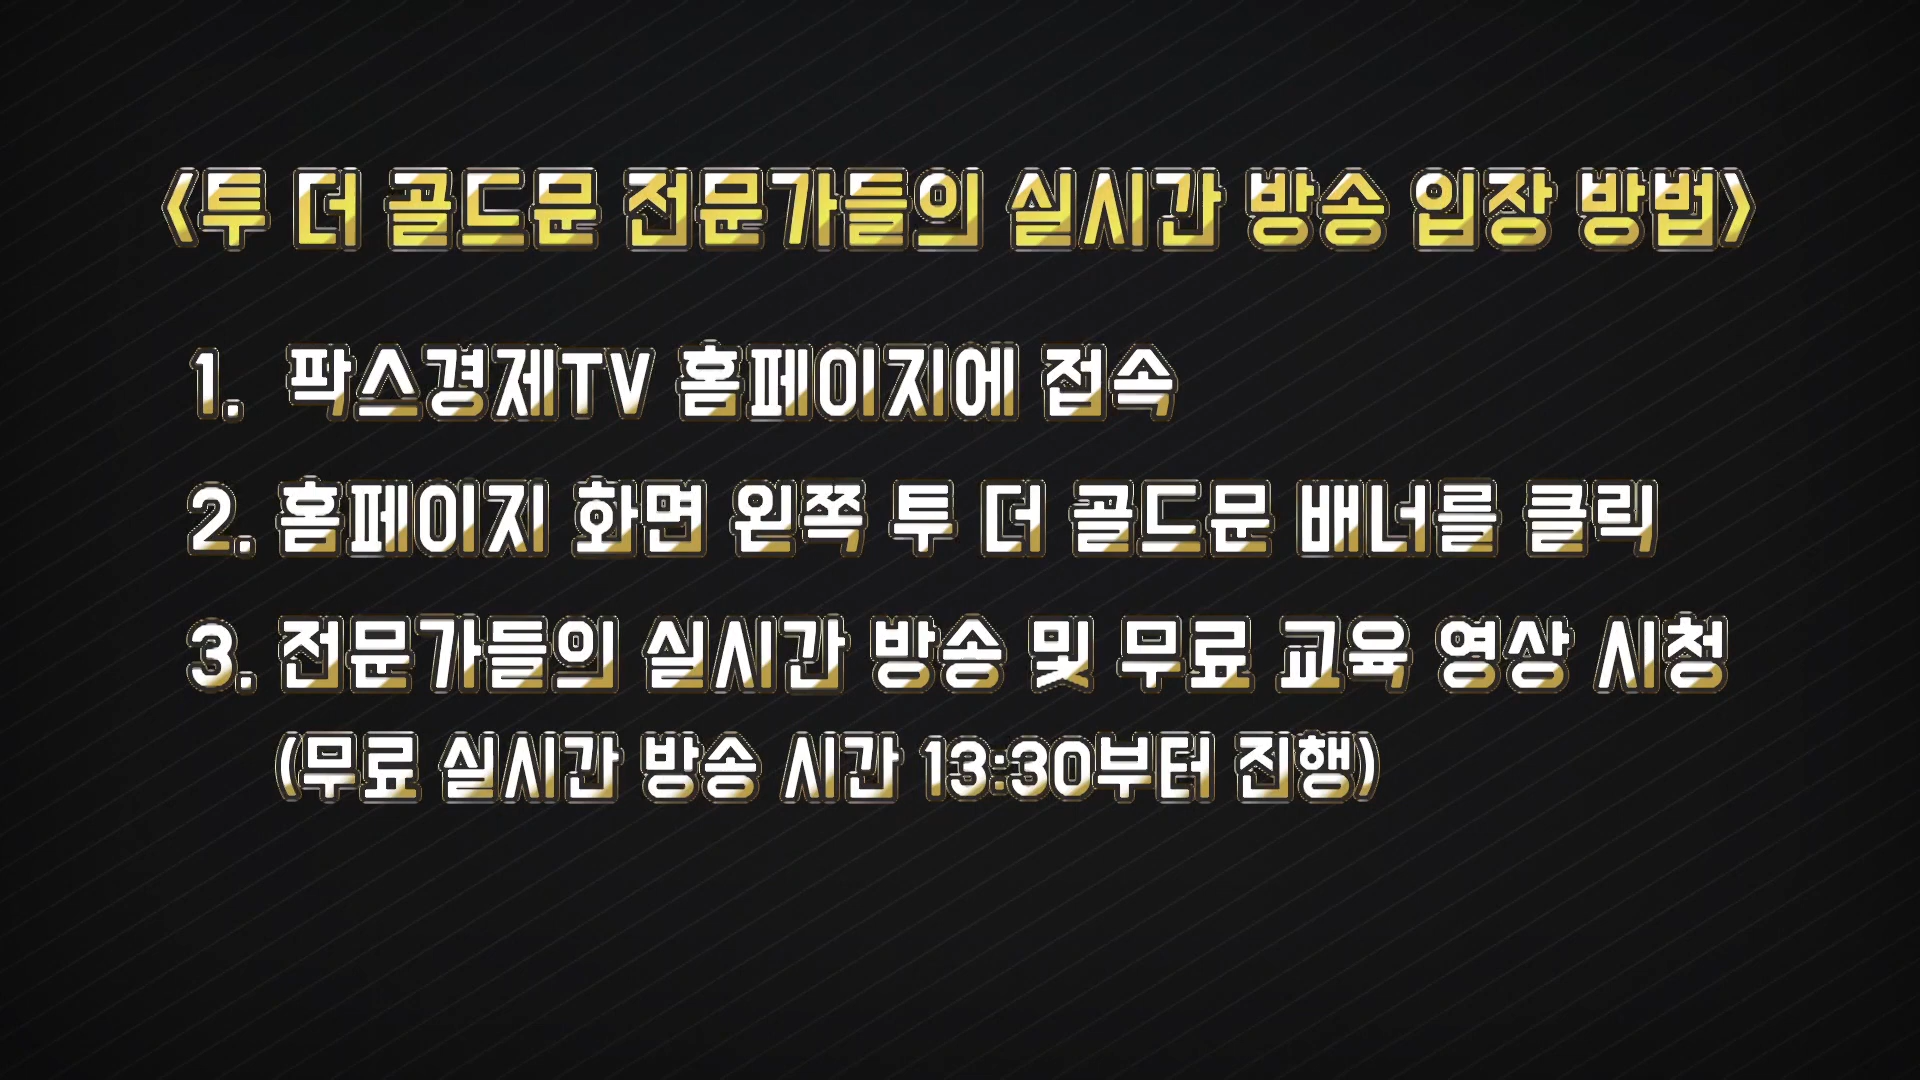 <투 더 골드문 전문가들의 실시간 방송 입장 방법>
1. 팍스경제TV 홈페이지에 접속
2. 홈페이지 화면 왼쪽 투 더 골드문 배너를 클릭
3. 전문가들의 실시간 방송 및 무료 교육 영상 시청
(무료 실시간 방송 시간 13:30부터 진행)